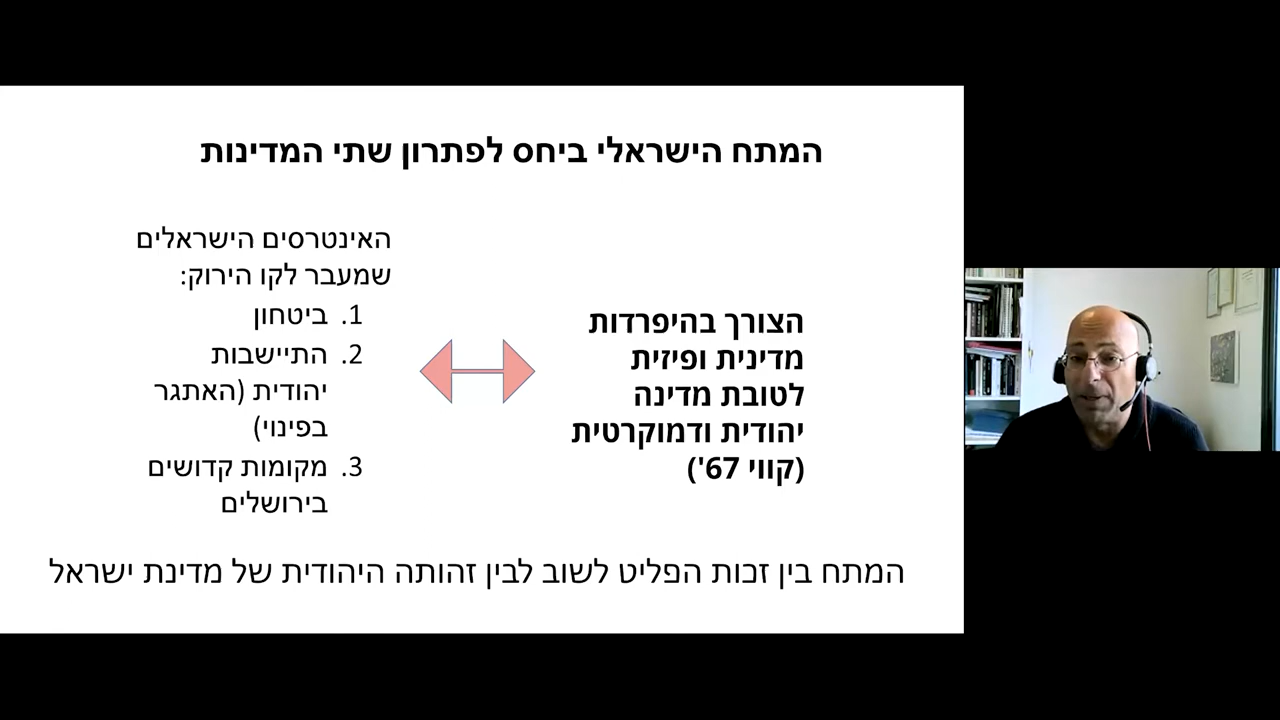 המתח הישראלי ביחס לפתרון שתי המדינות
הצורך בהיפרדות
מדינית ופיזית
לטובת מדינה
יהודית ודמוקרטית
(קווי 67')
האינטרסים הישראלים
שמעבר לקו הירוק:
1. ביטחון
2. התיישבות
יהודית (האתגר
בפינוי)
3. מקומות קדושים
בירושלים
המתח בין זכות הפליט לשוב לבין זהותה היהודית של מדינת ישראל